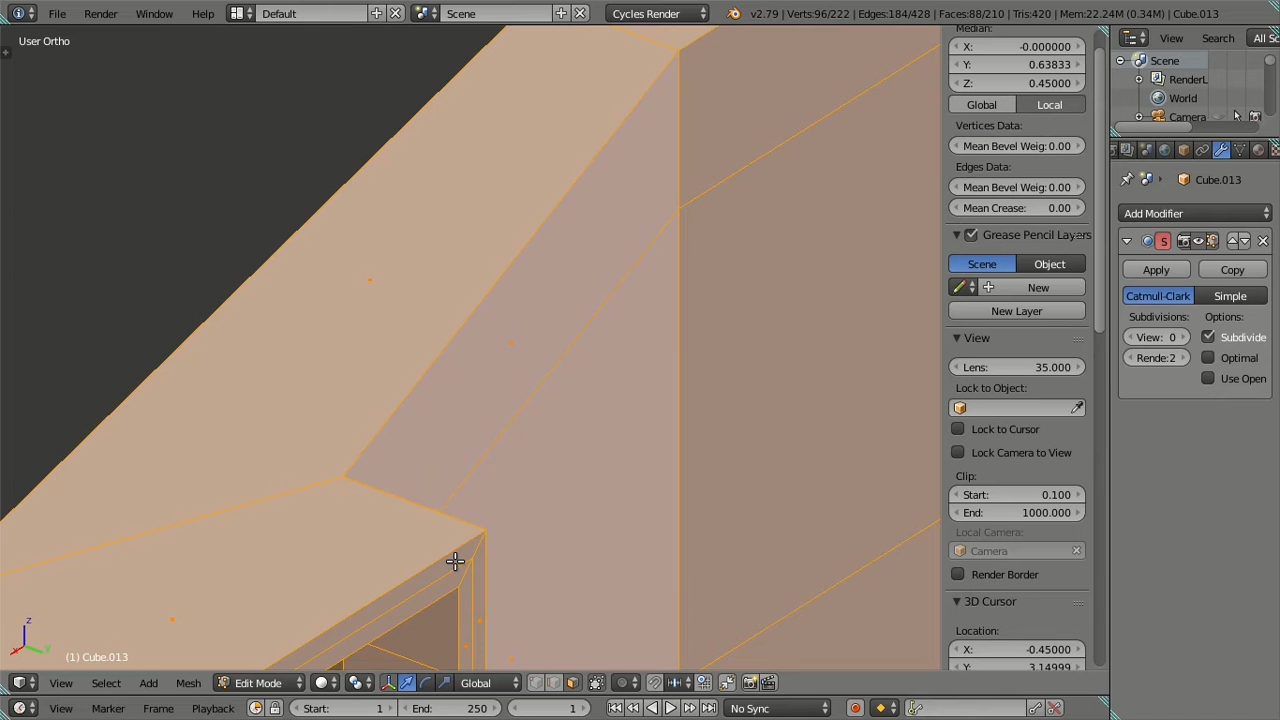 File Render Window Help Default Scene Cycles Render v2.79 | Verts:96/222 | Edges:184/428 | Faces:88/210 | Tris:420 | Mem:22.24M (0.34M) | Cube.013
User Ortho
(1) Cube.013
z
x
y
Median:
X: -0.000000
Y: 0.63833
Z: 0.45000
Global Local
Vertices Data:
Mean Bevel Weig: 0.00
Edges Data:
Mean Bevel Weig: 0.00
Mean Crease: 0.00
Grease Pencil Layers
Scene Object
New
New Layer
View
Lens: 35.000
Lock to Object:
Lock to Cursor
Lock Camera to View
Clip:
Start: 0.100
End: 1000.000
Local Camera:
Camera
Render Border
3D Cursor
Location:
X: -0.45000
Y: 3.14999
View Search All Sc
Scene
RenderL
World
Camera
Cube.013
Add Modifier
S
Apply Copy
Catmull-Clark Simple
Subdivisions: Options:
View: 0 Subdivide
Rende: 2 Optimal
Use Open
View Select Add Mesh Edit Mode Global
View Marker Frame Playback Start: 1 End: 250 1 No Sync